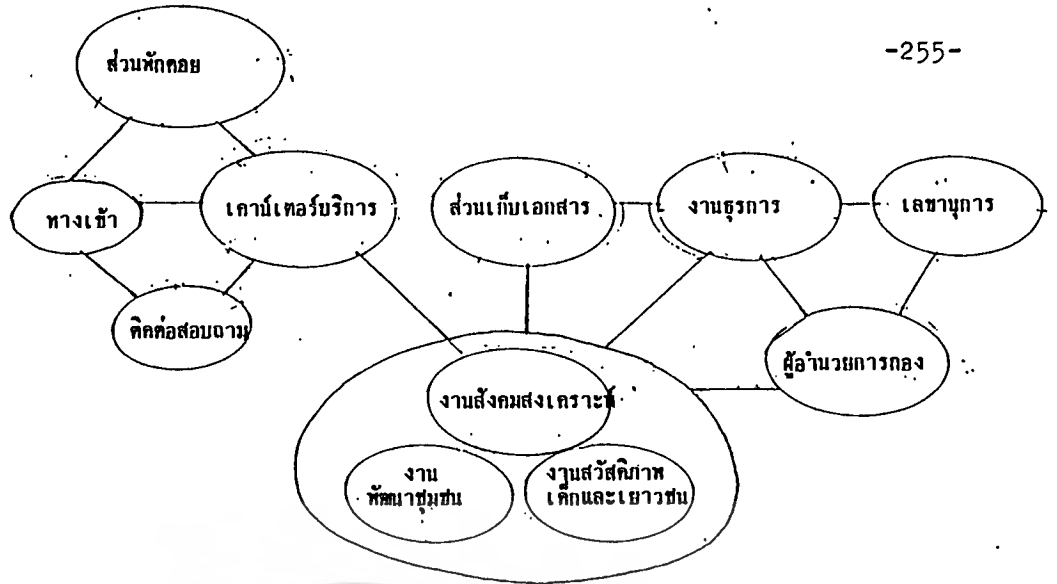 -255-
ส่วนพักคอย
ทางเข้า
เคาน์เตอร์บริการ
ส่วนเก็บเอกสาร
งานธุรการ
เลขานุการ
ติดต่อสอบถาม
ผู้อำนวยการกอง
งานสังคมสงเคราะห์
งาน
พัฒนาชุมชน
งานสวัสดิภาพ
เด็กและเยาวชน